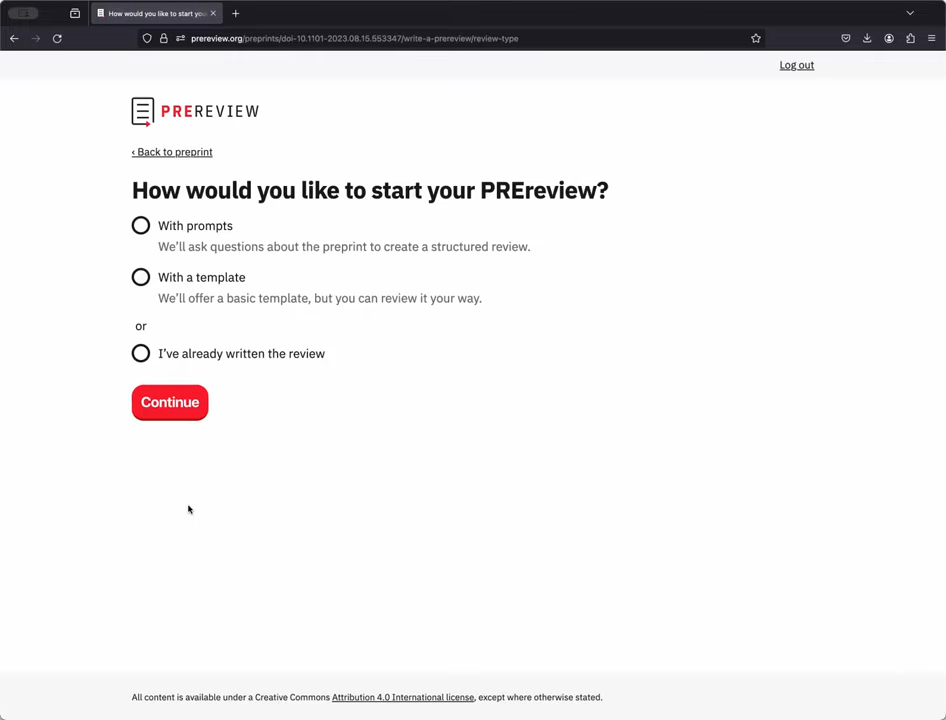 How would you like to start you
prereview.org/preprints/doi-10.1101-2023.08.15.553347/write-a-prereview/review-type
Log out
PREREVIEW
‹ Back to preprint
How would you like to start your PREreview?
With prompts
We'll ask questions about the preprint to create a structured review.
With a template
We'll offer a basic template, but you can review it your way.
or
I've already written the review
Continue
All content is available under a Creative Commons Attribution 4.0 International license, except where otherwise stated.